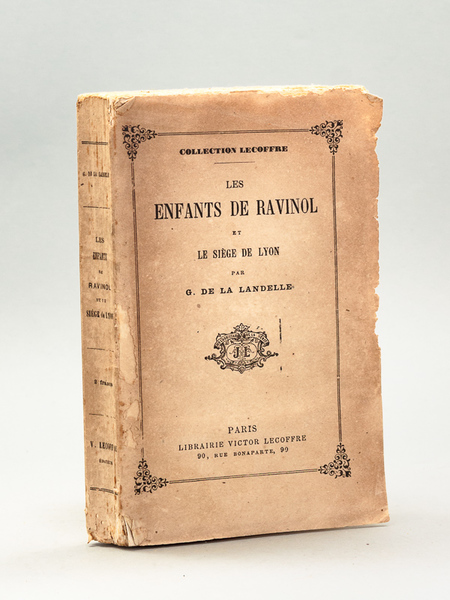 COLLECTION LECOFFRE
LES
ENFANTS DE RAVINOL
ET
LE SIÈGE DE LYON
PAR
G. DE LA LANDELLE
PARIS
LIBRAIRIE VICTOR LECOFFRE
90, RUE BONAPARTE, 90
G. DE LA LANDELLE
LES
ENFANTS
DE
RAVINOL
ET LE
SIÈGE de LYON
V. LECOFFRE